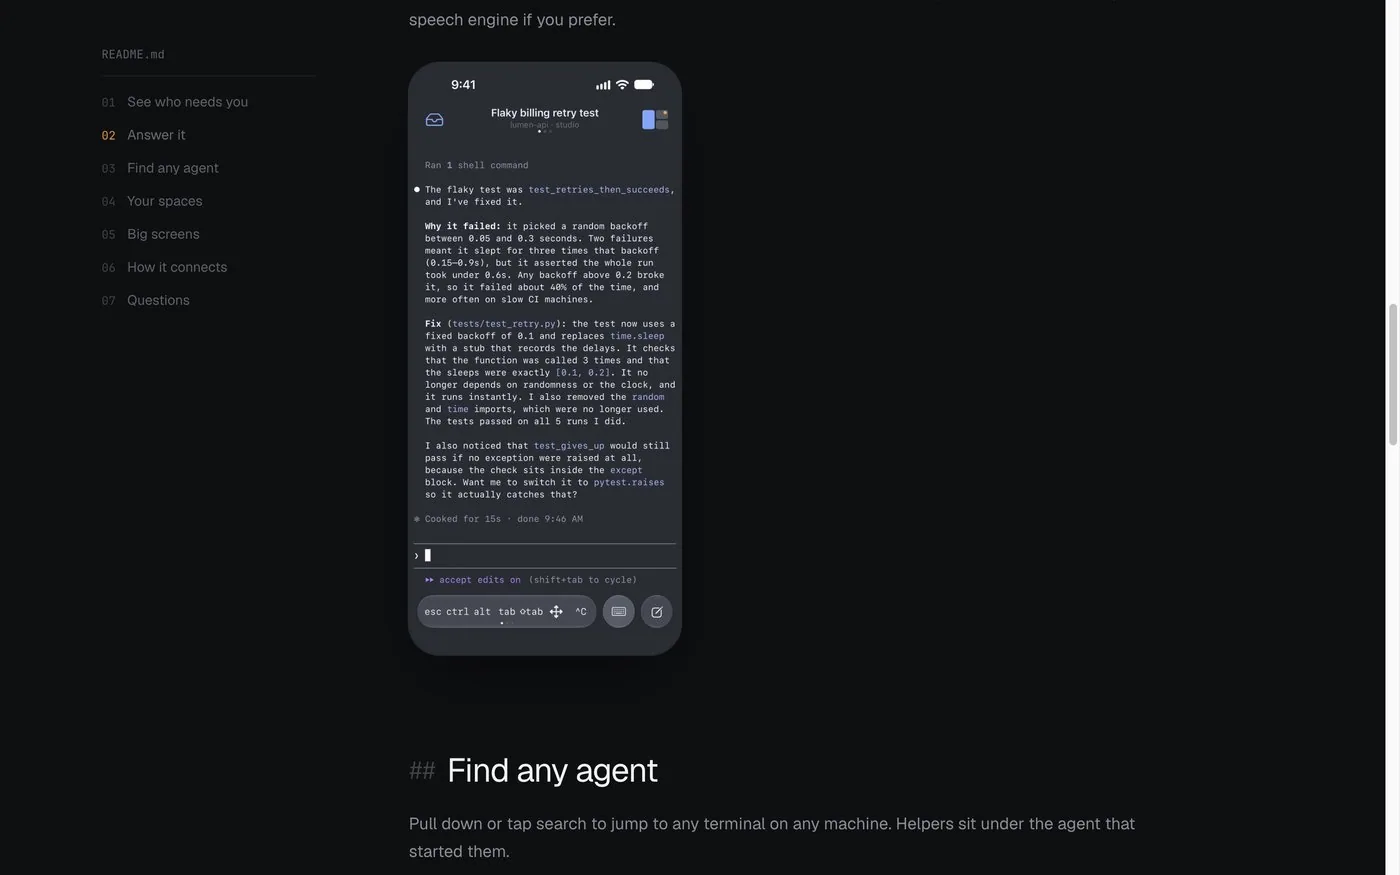 speech engine if you prefer.
README.md
01 See who needs you
02 Answer it
03 Find any agent
04 Your spaces
05 Big screens
06 How it connects
07 Questions
9:41
Flaky billing retry test
lumen-api · studio
Ran 1 shell command
The flaky test was test_retries_then_succeeds,
and I've fixed it.
Why it failed: it picked a random backoff
between 0.05 and 0.3 seconds. Two failures
meant it slept for three times that backoff
(0.15–0.9s), but it asserted the whole run
took under 0.6s. Any backoff above 0.2 broke
it, so it failed about 40% of the time, and
more often on slow CI machines.
Fix (tests/test_retry.py): the test now uses a
fixed backoff of 0.1 and replaces time.sleep
with a stub that records the delays. It checks
that the function was called 3 times and that
the sleeps were exactly [0.1, 0.2]. It no
longer depends on randomness or the clock, and
it runs instantly. I also removed the random
and time imports, which were no longer used.
The tests passed on all 5 runs I did.
I also noticed that test_gives_up would still
pass if no exception were raised at all,
because the check sits inside the except
block. Want me to switch it to pytest.raises
so it actually catches that?
✻ Cooked for 15s · done 9:46 AM
›
⏵⏵ accept edits on (shift+tab to cycle)
esc ctrl alt tab ⇧tab ^C
## Find any agent
Pull down or tap search to jump to any terminal on any machine. Helpers sit under the agent that
started them.